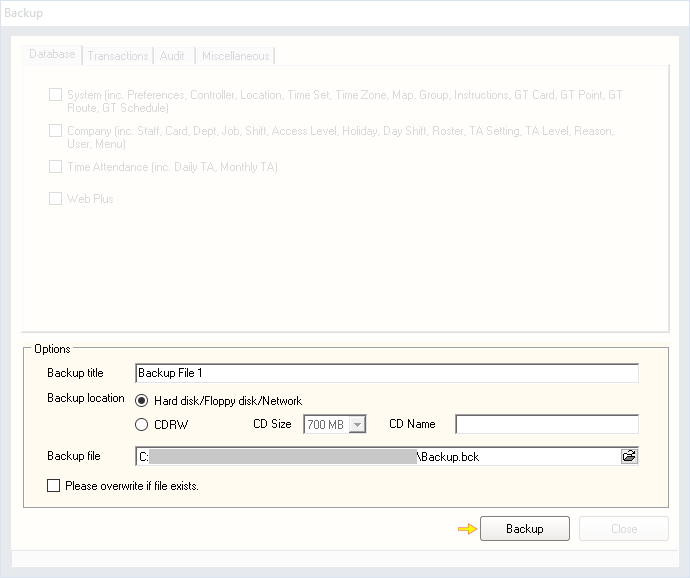 Backup
Database Transactions Audit Miscellaneous
System (inc. Preferences, Controller, Location, Time Set, Time Zone, Map, Group, Instructions, GT Card, GT Point, GT
Route, GT Schedule)
Company (inc. Staff, Card, Dept, Job, Shift, Access Level, Holiday, Day Shift, Roster, TA Setting, TA Level, Reason,
User, Menu)
Time Attendance (inc. Daily TA, Monthly TA)
Web Plus
Options
Backup title Backup File 1
Backup location Hard disk/Floppy disk/Network
CDRW CD Size 700 MB CD Name
Backup file C: \Backup.bck
Please overwrite if file exists.
Backup Close